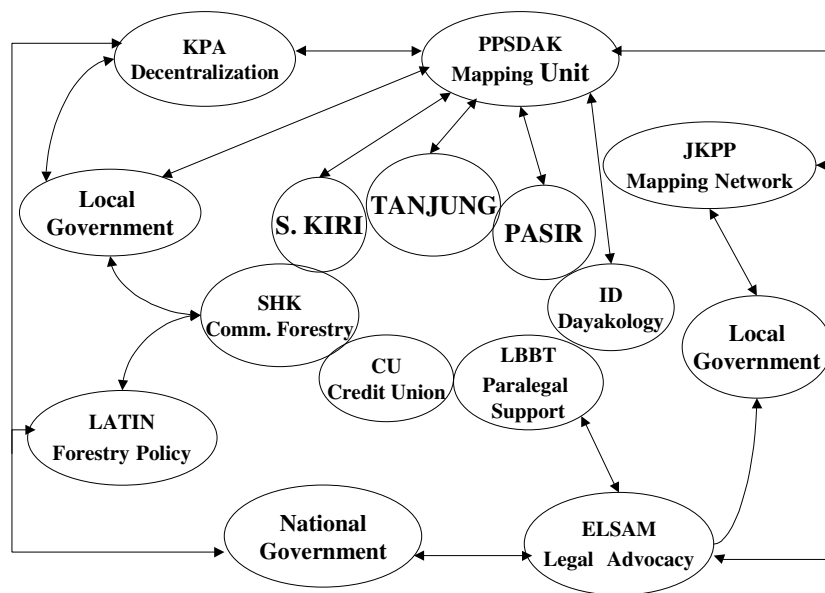 KPA
Decentralization
PPSDAK
Mapping Unit
JKPP
Mapping Network
Local
Government
S. KIRI
TANJUNG
PASIR
SHK
Comm. Forestry
ID
Dayakology
Local
Government
CU
Credit Union
LBBT
Paralegal
Support
LATIN
Forestry Policy
National
Government
ELSAM
Legal Advocacy